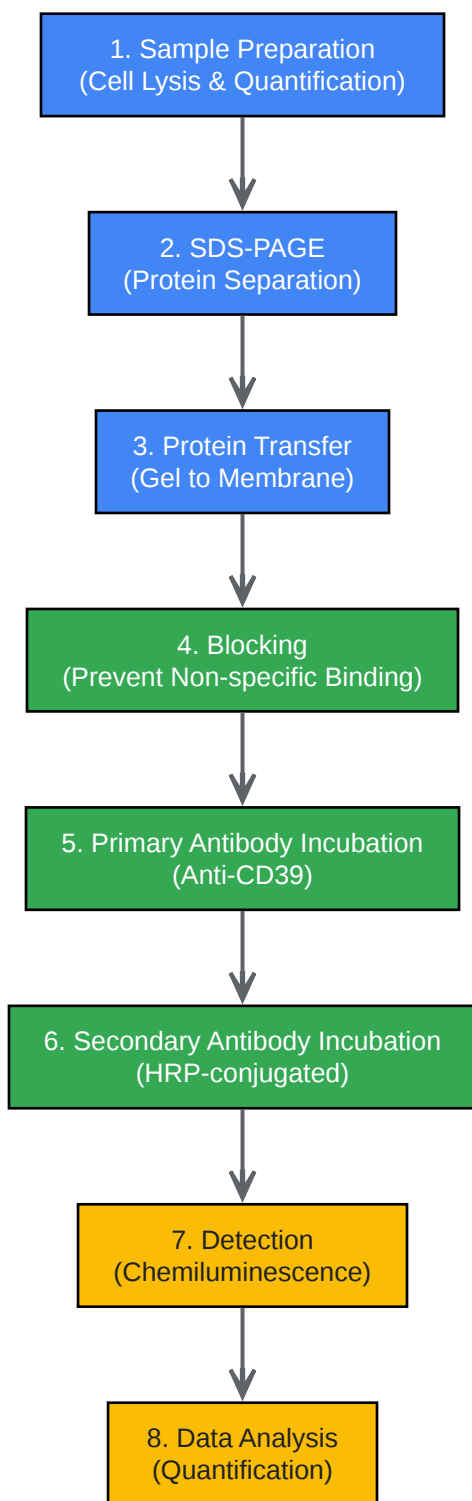 1. Sample Preparation
(Cell Lysis & Quantification)
2. SDS-PAGE
(Protein Separation)
3. Protein Transfer
(Gel to Membrane)
4. Blocking
(Prevent Non-specific Binding)
5. Primary Antibody Incubation
(Anti-CD39)
6. Secondary Antibody Incubation
(HRP-conjugated)
7. Detection
(Chemiluminescence)
8. Data Analysis
(Quantification)